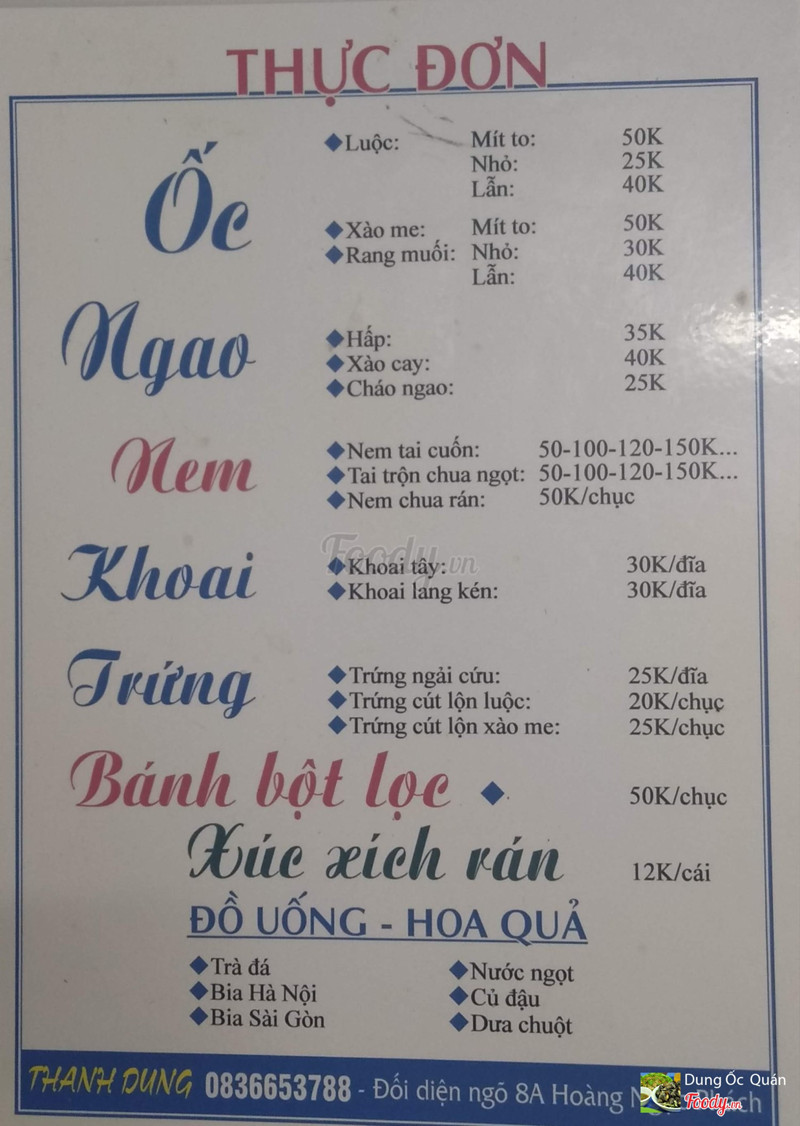 THỰC ĐƠN
Ốc
Luộc: Mít to: 50K
Nhỏ: 25K
Lẫn: 40K
Xào me: Mít to: 50K
Rang muối: Nhỏ: 30K
Lẫn: 40K
Ngao
Hấp: 35K
Xào cay: 40K
Cháo ngao: 25K
Nem
Nem tai cuốn: 50-100-120-150K...
Tai trộn chua ngọt: 50-100-120-150K...
Nem chua rán: 50K/chục
Foody.vn
Khoai
Khoai tây: 30K/đĩa
Khoai lang kén: 30K/đĩa
Trứng
Trứng ngải cứu: 25K/đĩa
Trứng cút lộn luộc: 20K/chục
Trứng cút lộn xào me: 25K/chục
Bánh bột lọc 50K/chục
Xúc xích rán 12K/cái
ĐỒ UỐNG - HOA QUẢ
Trà đá Nước ngọt
Bia Hà Nội Củ đậu
Bia Sài Gòn Dưa chuột
THANH DUNG 0836653788 - Đối diện ngõ 8A Hoàng Phách
Dung Ốc Quán
Foody.vn